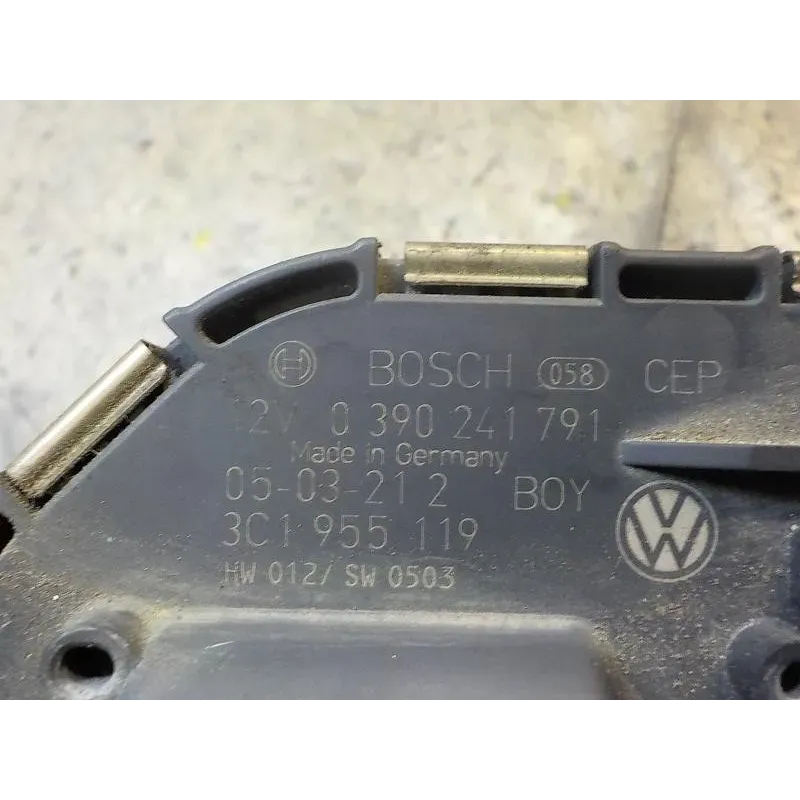 BOSCH 058 CEP
12V 0 390 241 791
Made in Germany
05-03-21 2 BOY
3C1 955 119
HW 012/ SW 0503
VW